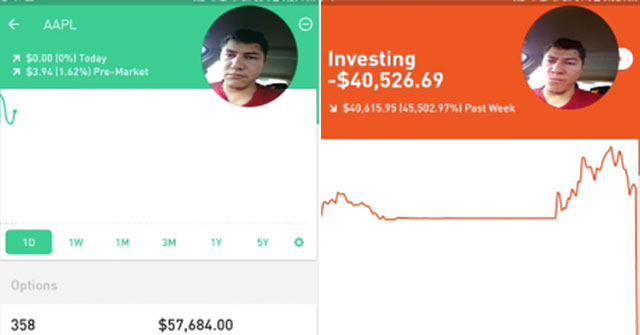 AAPL
$0.00 (0%) Today
$3.94 (1.62%) Pre-Market
1D 1W 1M 3M 1Y 5Y
Options
358 $57,684.00
Investing
-$40,526.69
$40,615.95 (45,502.97%) Past Week